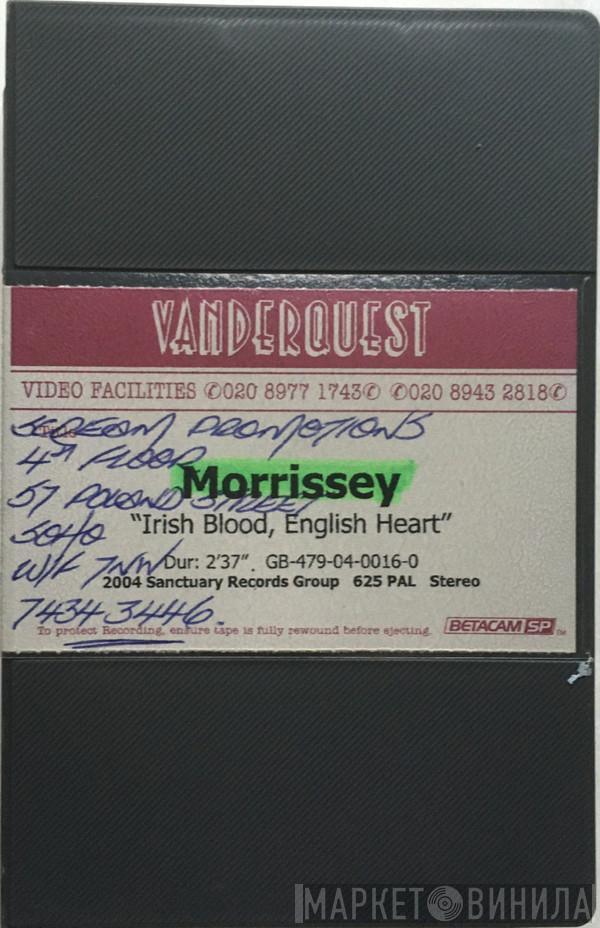 VANDERQUEST
VIDEO FACILITIES ✆020 8977 1743✆ ✆020 8943 2818✆
Title
SCREAM PROMOTIONS
4TH FLOOR
Morrissey
57 POLAND STREET
"Irish Blood, English Heart"
SOHO
Dur: 2'37". GB-479-04-0016-0
W1F 7NW
2004 Sanctuary Records Group 625 PAL Stereo
7434 3446.
To protect Recording, ensure tape is fully rewound before ejecting.
BETACAM SP TM
МАРКЕТ ВИНИЛА